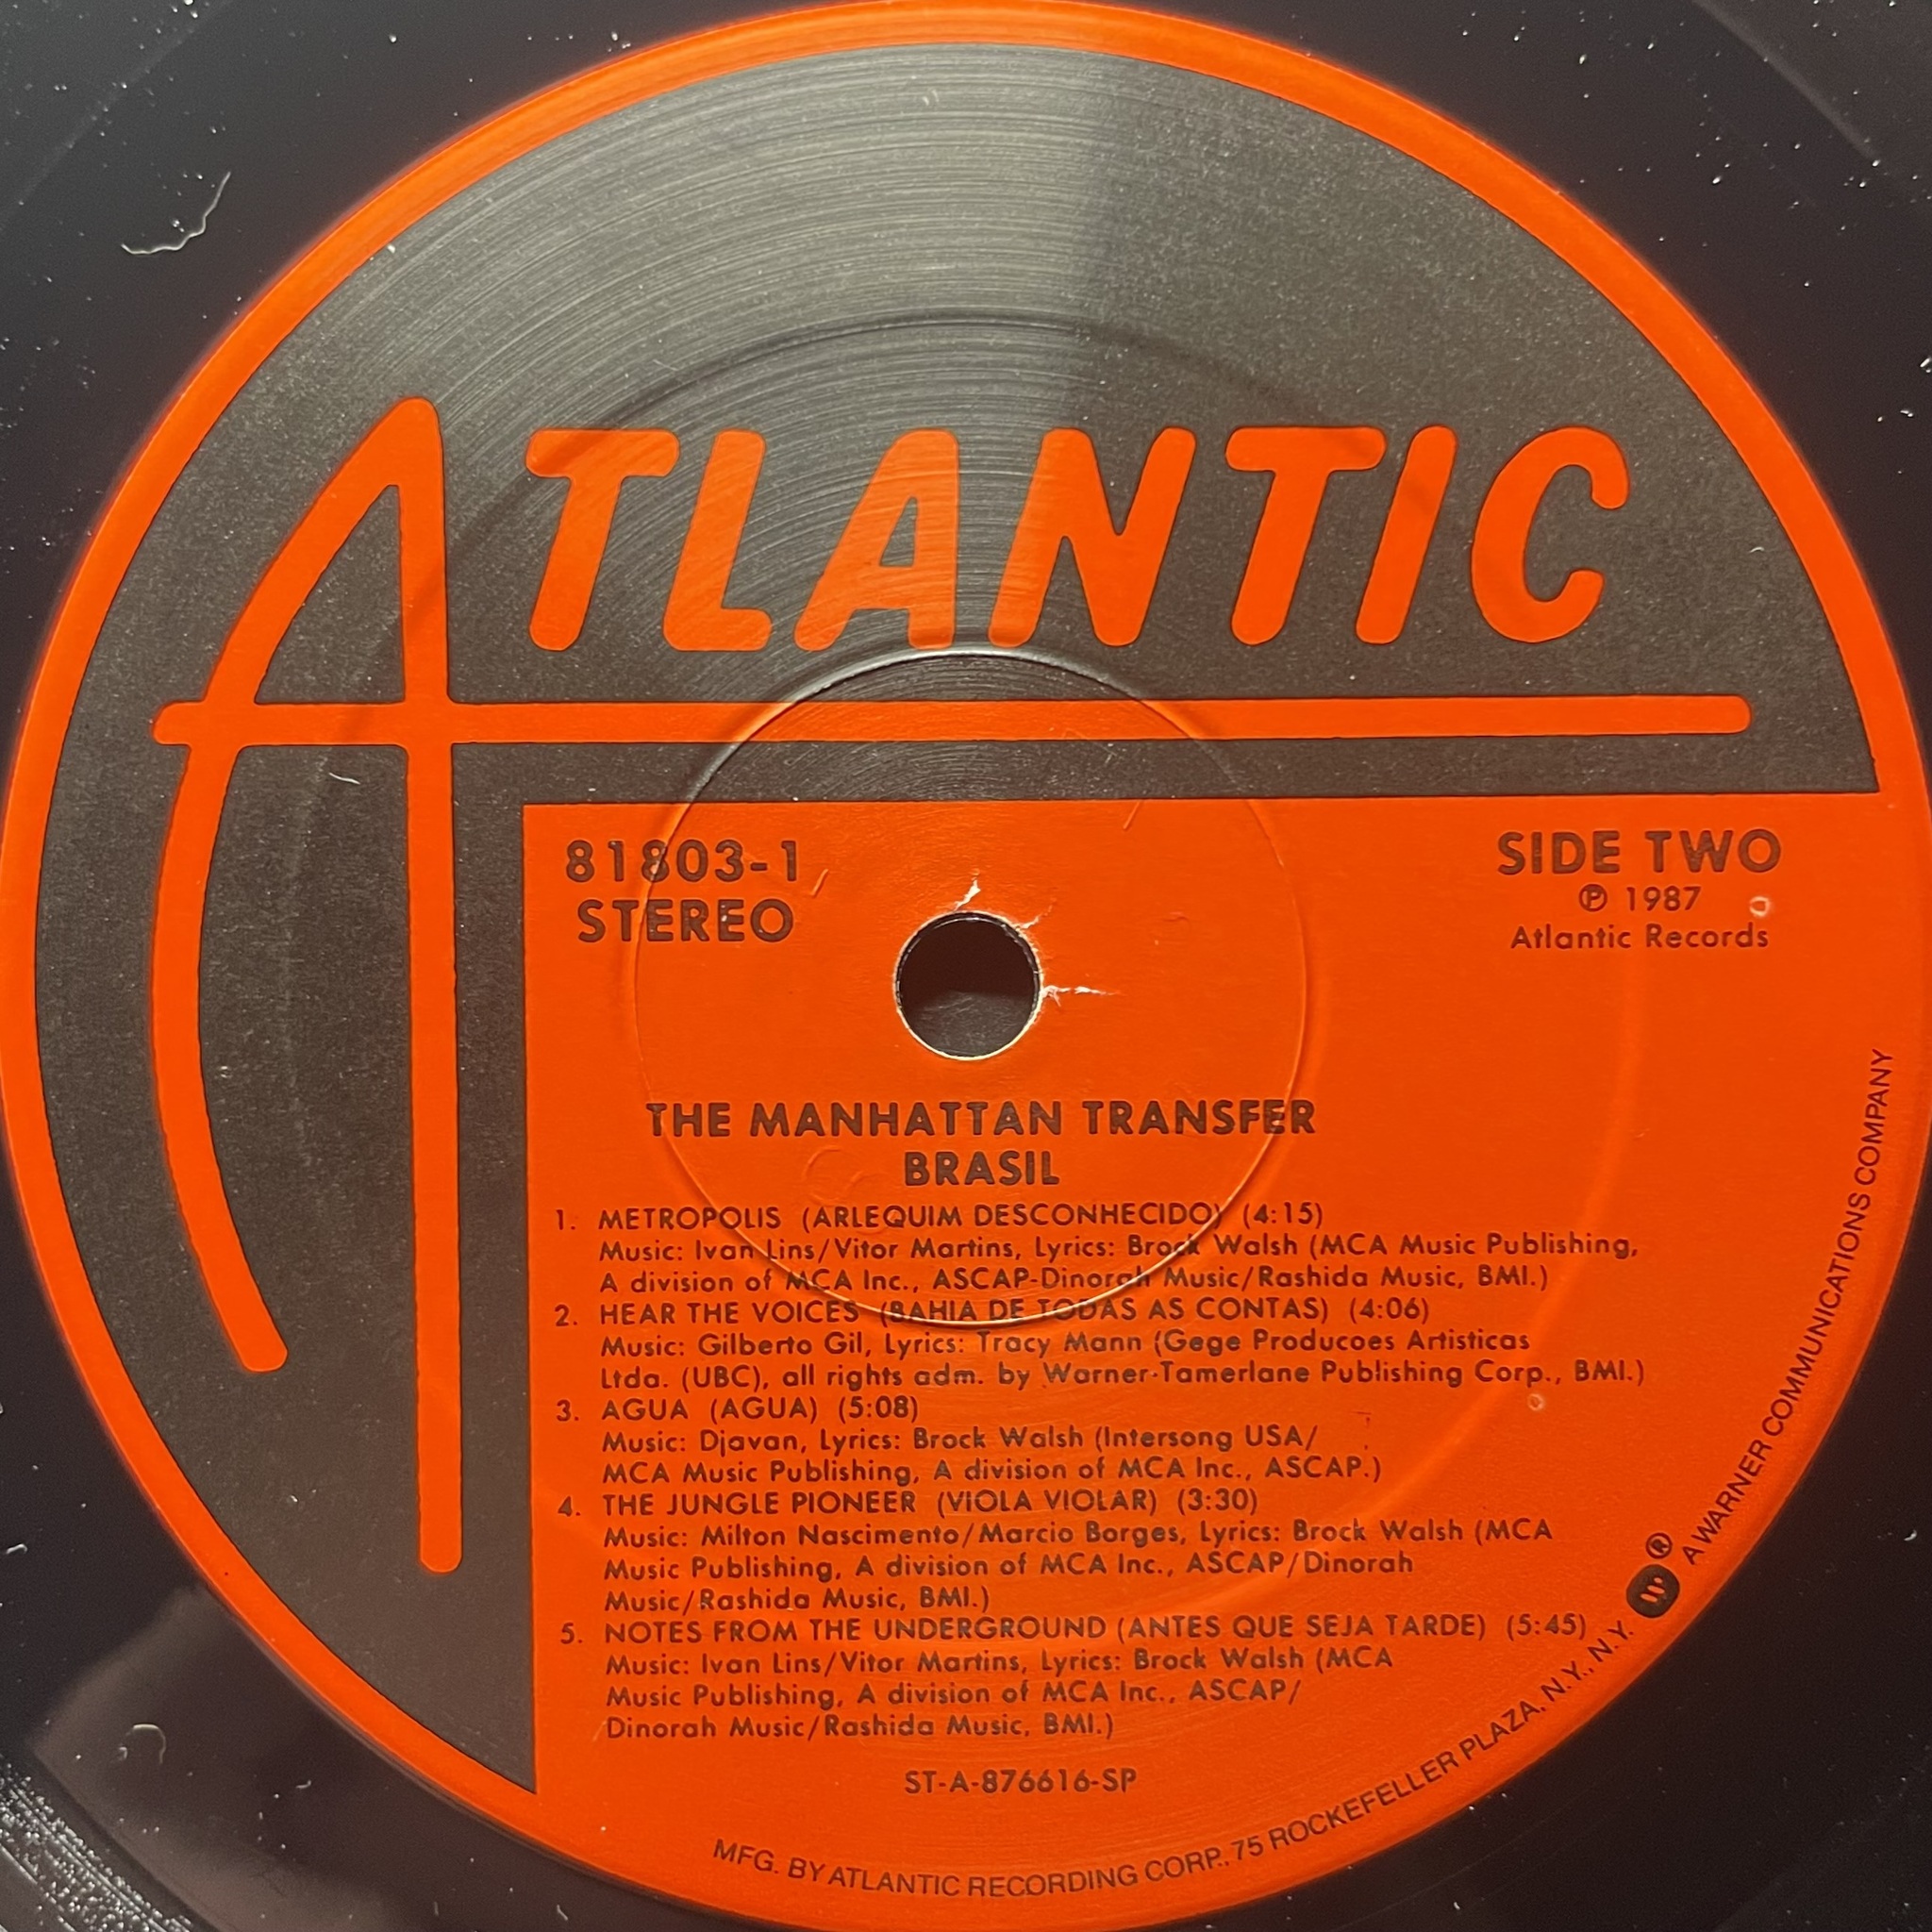 ATLANTIC
81803-1
STEREO
SIDE TWO
℗ 1987
Atlantic Records
THE MANHATTAN TRANSFER
BRASIL
1. METROPOLIS (ARLEQUIM DESCONHECIDO) (4:15)
Music: Ivan Lins/Vitor Martins, Lyrics: Brock Walsh (MCA Music Publishing,
A division of MCA Inc., ASCAP-Dinorah Music/Rashida Music, BMI.)
2. HEAR THE VOICES (BAHIA DE TODAS AS CONTAS) (4:06)
Music: Gilberto Gil, Lyrics: Tracy Mann (Gege Producoes Artisticas
Ltda. (UBC), all rights adm. by Warner-Tamerlane Publishing Corp., BMI.)
3. AGUA (AGUA) (5:08)
Music: Djavan, Lyrics: Brock Walsh (Intersong USA/
MCA Music Publishing, A division of MCA Inc., ASCAP.)
4. THE JUNGLE PIONEER (VIOLA VIOLAR) (3:30)
Music: Milton Nascimento/Marcio Borges, Lyrics: Brock Walsh (MCA
Music Publishing, A division of MCA Inc., ASCAP/Dinorah
Music/Rashida Music, BMI.)
5. NOTES FROM THE UNDERGROUND (ANTES QUE SEJA TARDE) (5:45)
Music: Ivan Lins/Vitor Martins, Lyrics: Brock Walsh (MCA
Music Publishing, A division of MCA Inc., ASCAP/
Dinorah Music/Rashida Music, BMI.)
ST-A-876616-SP
MFG. BY ATLANTIC RECORDING CORP., 75 ROCKEFELLER PLAZA, N.Y., N.Y. ® A WARNER COMMUNICATIONS COMPANY